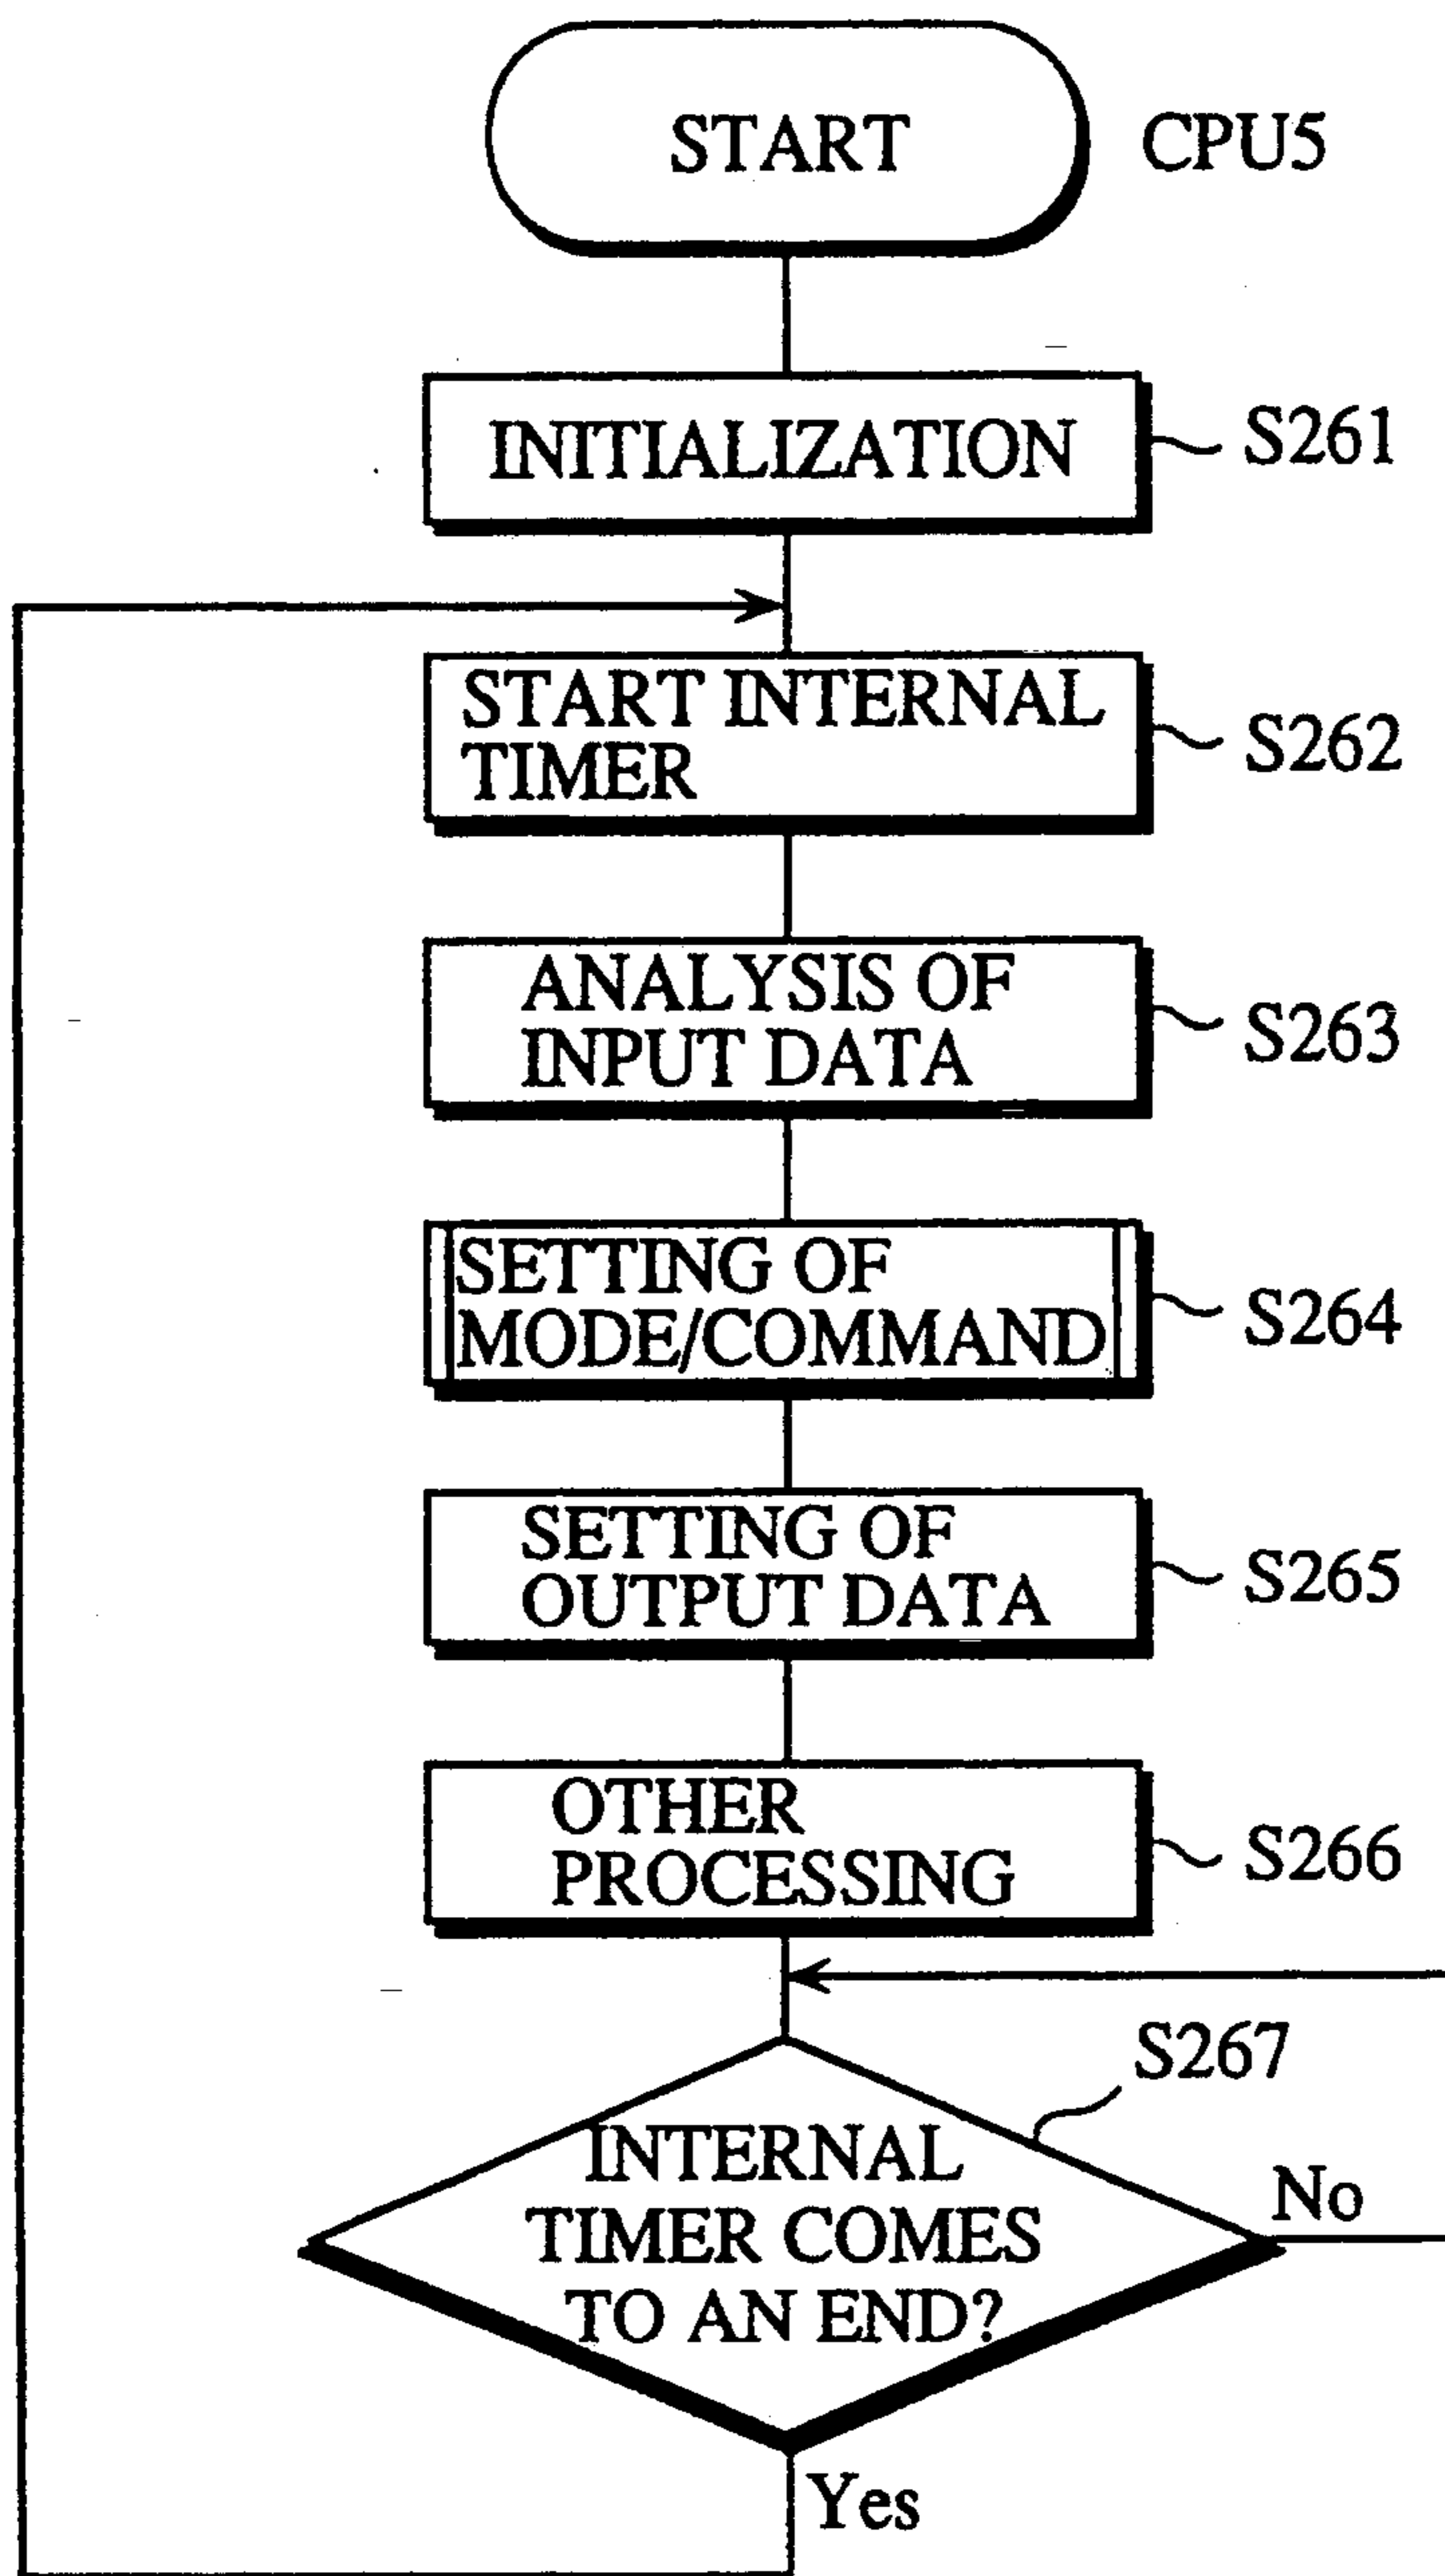 START
CPU5
INITIALIZATION
S261
START INTERNAL
TIMER
S262
ANALYSIS OF
INPUT DATA
S263
SETTING OF
MODE/COMMAND
S264
SETTING OF
OUTPUT DATA
S265
OTHER
PROCESSING
S266
S267
INTERNAL
TIMER COMES
TO AN END?
No
Yes